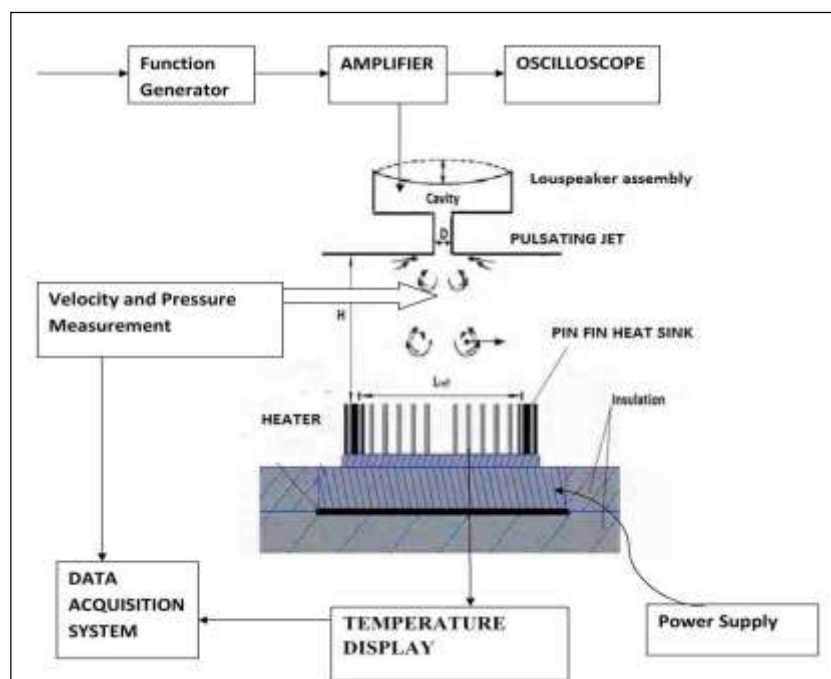 Function
Generator
AMPLIFIER
OSCILLOSCOPE
Louspeaker assembly
Cavity
D
PULSATING JET
Velocity and Pressure
Measurement
H
PIN FIN HEAT SINK
HEATER
Insulation
DATA
ACQUISITION
SYSTEM
TEMPERATURE
DISPLAY
Power Supply